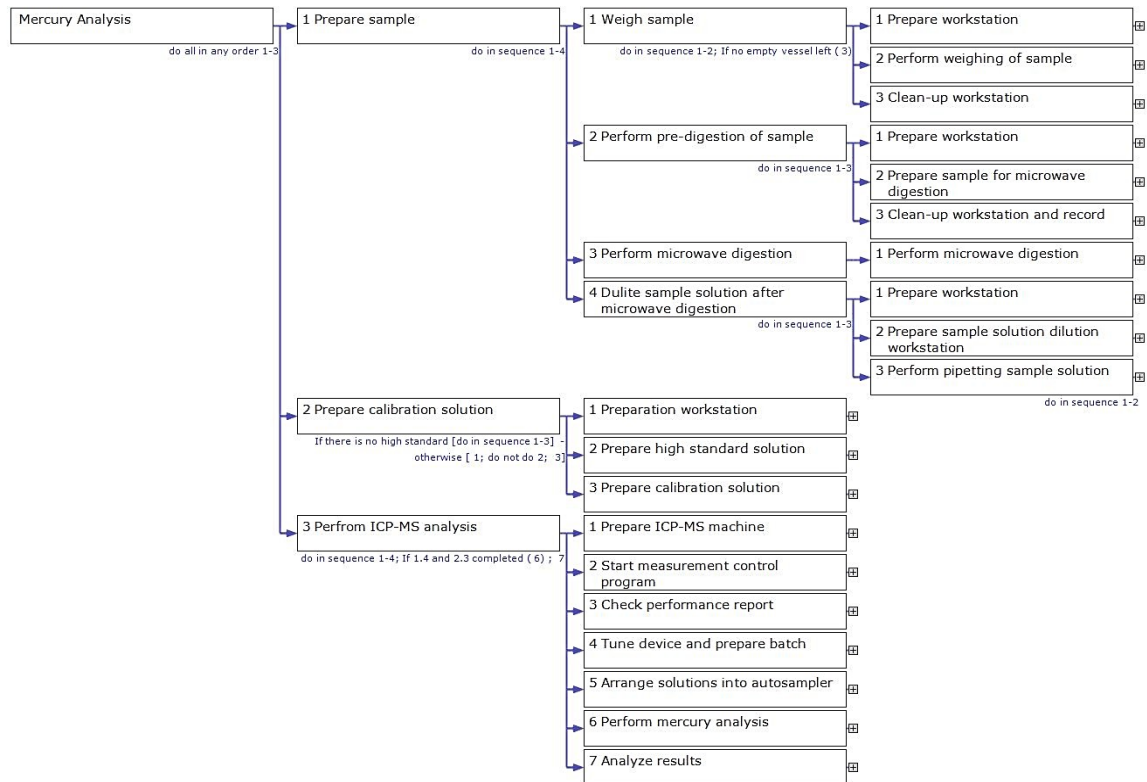 Mercury Analysis
do all in any order 1-3
1 Prepare sample
do in sequence 1-4
1 Weigh sample
do in sequence 1-2; If no empty vessel left ( 3)
1 Prepare workstation
2 Perform weighing of sample
3 Clean-up workstation
2 Perform pre-digestion of sample
do in sequence 1-3
1 Prepare workstation
2 Prepare sample for microwave
digestion
3 Clean-up workstation and record
3 Perform microwave digestion
1 Perform microwave digestion
4 Dulite sample solution after
microwave digestion
do in sequence 1-3
1 Prepare workstation
2 Prepare sample solution dilution
workstation
3 Perform pipetting sample solution
do in sequence 1-2
2 Prepare calibration solution
If there is no high standard [do in sequence 1-3] -
otherwise [ 1; do not do 2; 3]
1 Preparation workstation
2 Prepare high standard solution
3 Prepare calibration solution
3 Perfrom ICP-MS analysis
do in sequence 1-4; If 1.4 and 2.3 completed ( 6) ; 7
1 Prepare ICP-MS machine
2 Start measurement control
program
3 Check performance report
4 Tune device and prepare batch
5 Arrange solutions into autosampler
6 Perform mercury analysis
7 Analyze results